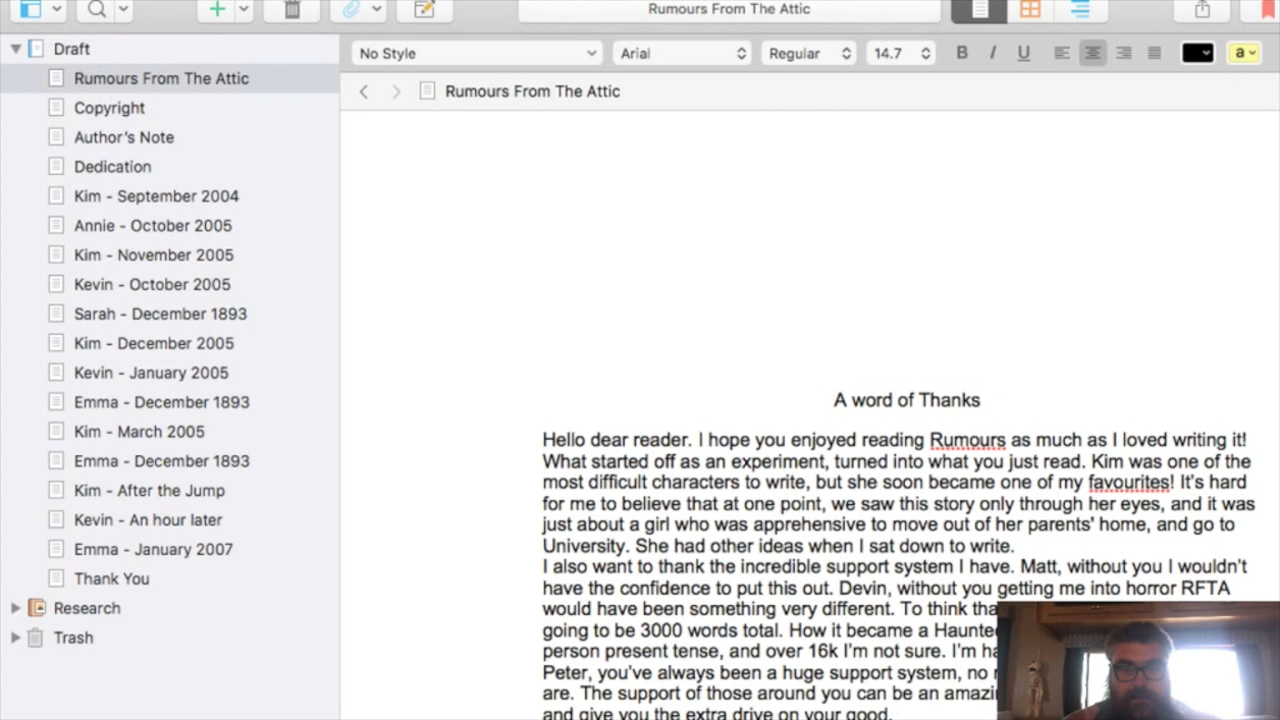 Rumours From The Attic
Draft
Rumours From The Attic
Copyright
Author's Note
Dedication
Kim - September 2004
Annie - October 2005
Kim - November 2005
Kevin - October 2005
Sarah - December 1893
Kim - December 2005
Kevin - January 2005
Emma - December 1893
Kim - March 2005
Emma - December 1893
Kim - After the Jump
Kevin - An hour later
Emma - January 2007
Thank You
Research
Trash
No Style Arial Regular 14.7 B I U a
Rumours From The Attic
A word of Thanks
Hello dear reader. I hope you enjoyed reading Rumours as much as I loved writing it!
What started off as an experiment, turned into what you just read. Kim was one of the
most difficult characters to write, but she soon became one of my favourites! It's hard
for me to believe that at one point, we saw this story only through her eyes, and it was
just about a girl who was apprehensive to move out of her parents' home, and go to
University. She had other ideas when I sat down to write.
I also want to thank the incredible support system I have. Matt, without you I wouldn't
have the confidence to put this out. Devin, without you getting me into horror RFTA
would have been something very different. To think tha
going to be 3000 words total. How it became a Haunte
person present tense, and over 16k I'm not sure. I'm ha
Peter, you've always been a huge support system, no
are. The support of those around you can be an amazi
and give you the extra drive on your good.